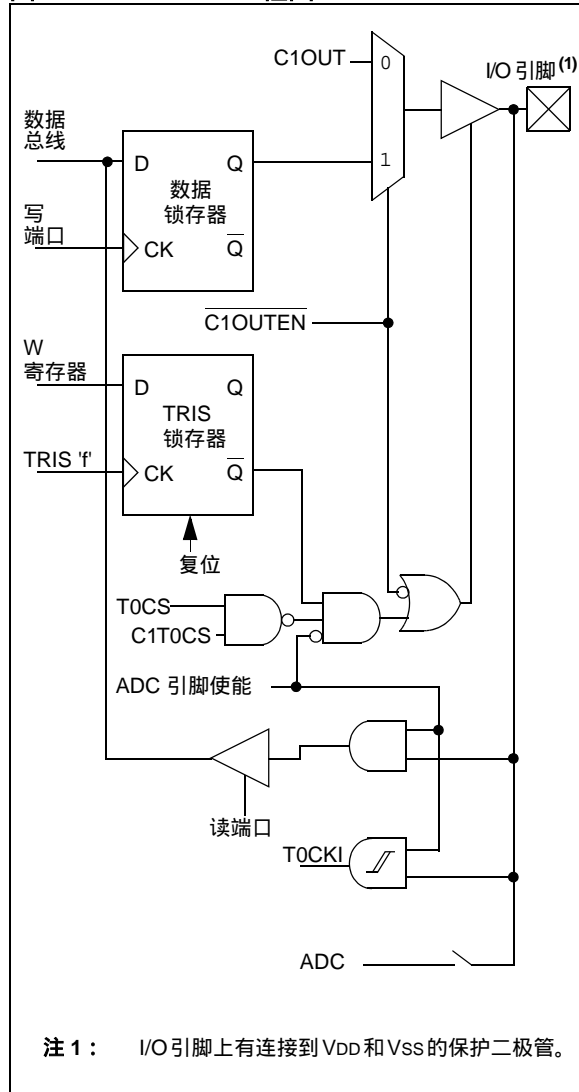 C1OUT
0
I/O 引脚(1)
数据
总线
D
Q
1
数据
锁存器
写
端口
CK
Q
C1OUTEN
W
寄存器
D
Q
TRIS
锁存器
TRIS 'f'
CK
Q
复位
T0CS
C1T0CS
ADC 引脚使能
读端口
T0CKI
ADC
注 1： I/O引脚上有连接到VDD和VSS的保护二极管。